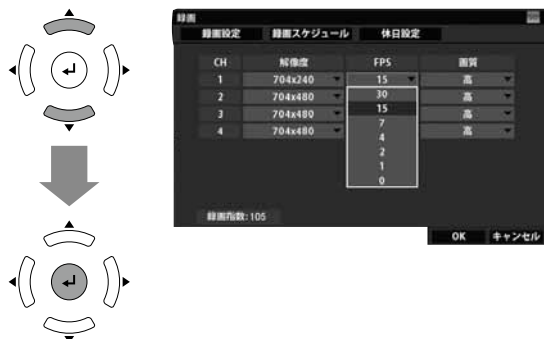 録画
録画設定 録画スケジュール 休日設定
CH 解像度 FPS 画質
1 704x240 15 高
2 704x480 30 高
3 704x480 15 高
4 704x480 7 高
4
2
1
0
録画指数: 105
OK キャンセル